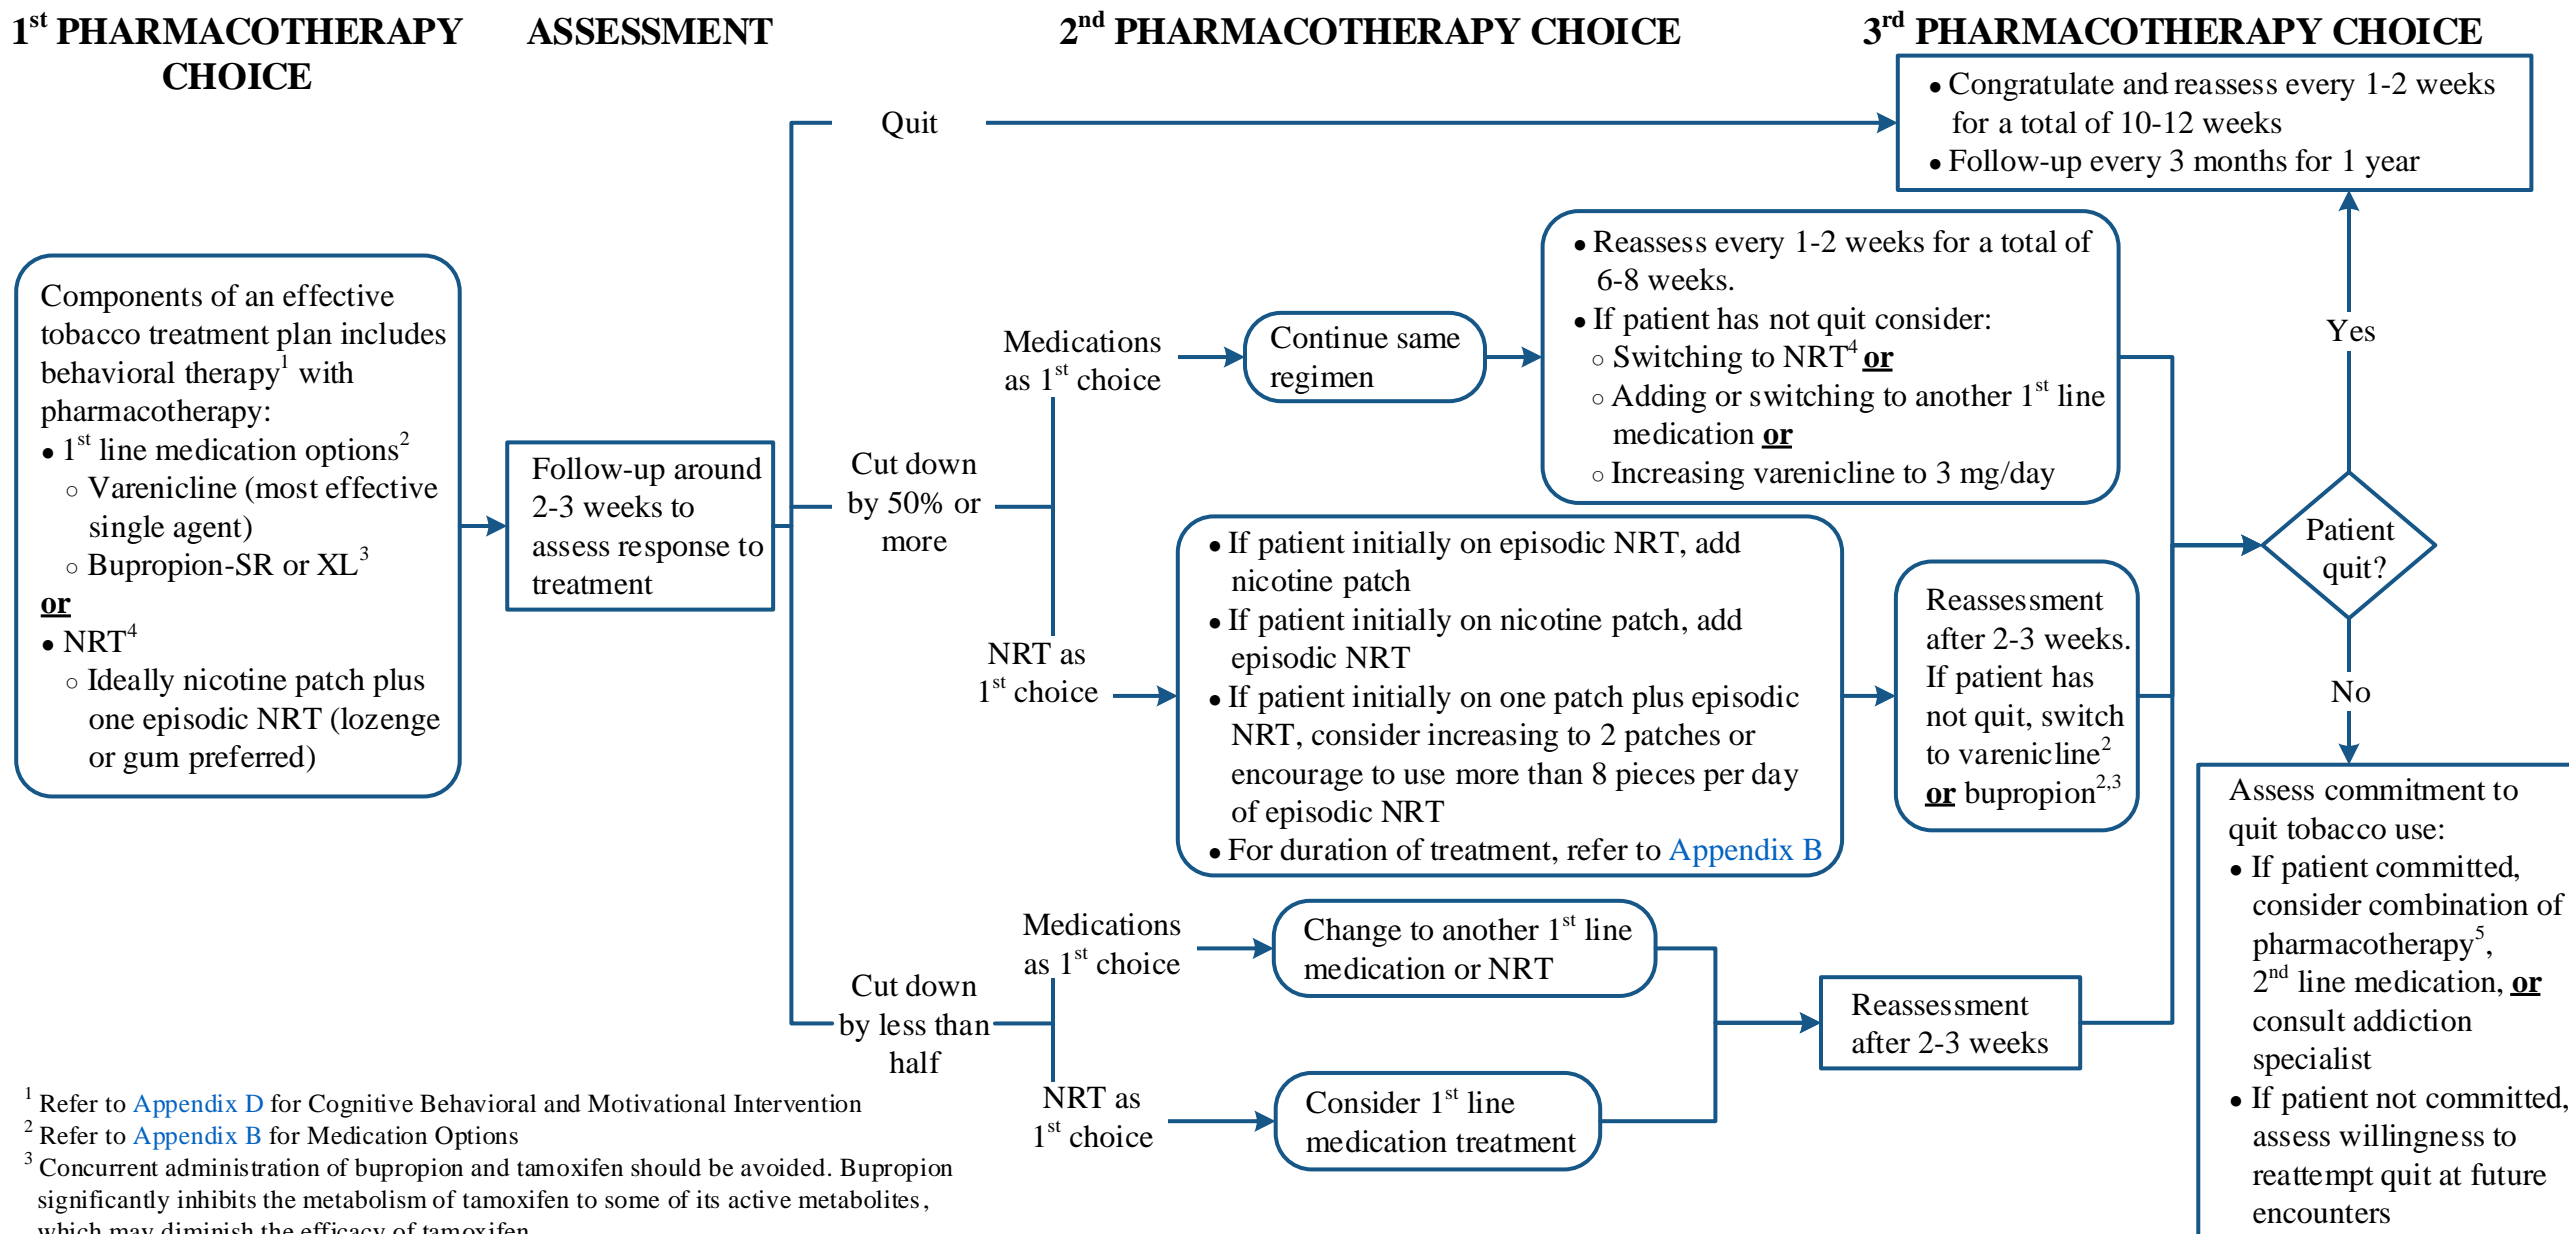 1st PHARMACOTHERAPY
CHOICE
ASSESSMENT
2nd PHARMACOTHERAPY CHOICE
3rd PHARMACOTHERAPY CHOICE
Components of an effective
tobacco treatment plan includes
behavioral therapy1 with
pharmacotherapy:
● 1st line medication options2
○ Varenicline (most effective
single agent)
○ Bupropion-SR or XL3
or
● NRT4
○ Ideally nicotine patch plus
one episodic NRT (lozenge
or gum preferred)
Follow-up around
2-3 weeks to
assess response to
treatment
Quit
● Congratulate and reassess every 1-2 weeks
for a total of 10-12 weeks
● Follow-up every 3 months for 1 year
Cut down
by 50% or
more
Medications
as 1st choice
Continue same
regimen
● Reassess every 1-2 weeks for a total of
6-8 weeks.
● If patient has not quit consider:
○ Switching to NRT4 or
○ Adding or switching to another 1st line
medication or
○ Increasing varenicline to 3 mg/day
NRT as
1st choice
● If patient initially on episodic NRT, add
nicotine patch
● If patient initially on nicotine patch, add
episodic NRT
● If patient initially on one patch plus episodic
NRT, consider increasing to 2 patches or
encourage to use more than 8 pieces per day
of episodic NRT
● For duration of treatment, refer to Appendix B
Reassessment
after 2-3 weeks.
If patient has
not quit, switch
to varenicline2
or bupropion2,3
Cut down
by less than
half
Medications
as 1st choice
Change to another 1st line
medication or NRT
NRT as
1st choice
Consider 1st line
medication treatment
Reassessment
after 2-3 weeks
Patient
quit?
Yes
No
Assess commitment to
quit tobacco use:
● If patient committed,
consider combination of
pharmacotherapy5,
2nd line medication, or
consult addiction
specialist
● If patient not committed,
assess willingness to
reattempt quit at future
encounters
1 Refer to Appendix D for Cognitive Behavioral and Motivational Intervention
2 Refer to Appendix B for Medication Options
3 Concurrent administration of bupropion and tamoxifen should be avoided. Bupropion
significantly inhibits the metabolism of tamoxifen to some of its active metabolites,
which may diminish the efficacy of tamoxifen